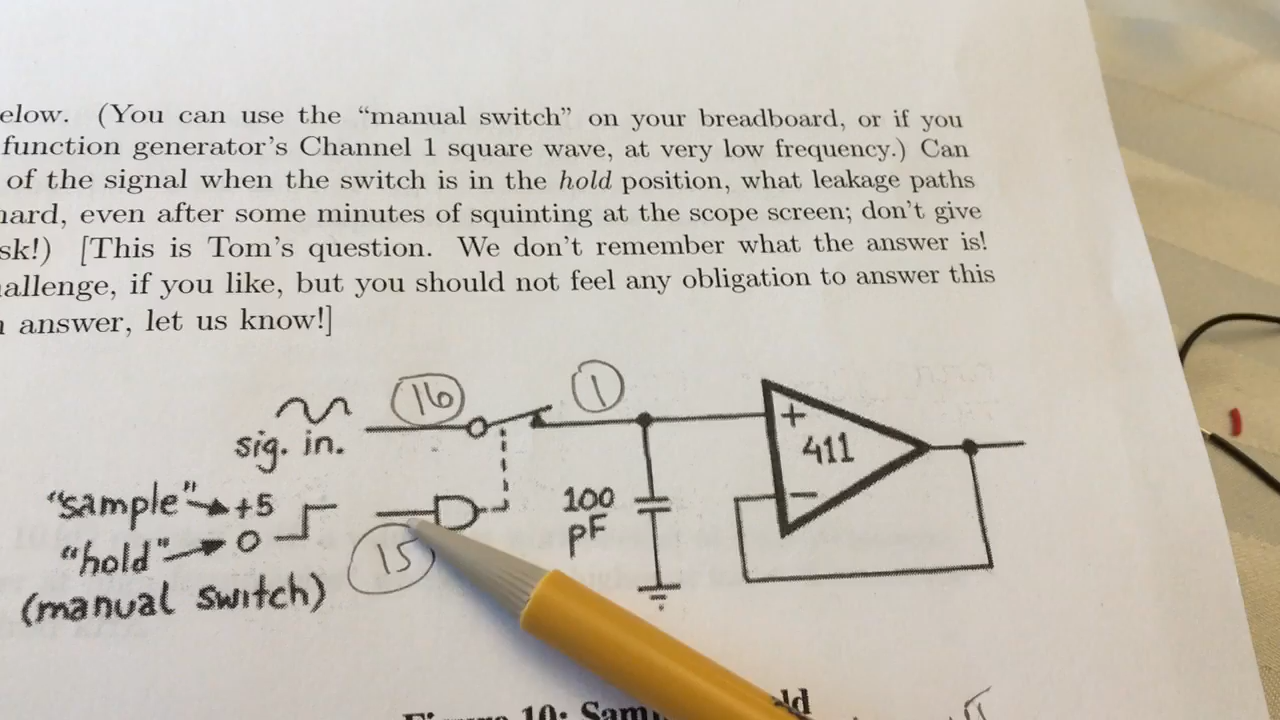 elow. (You can use the “manual switch” on your breadboard, or if you
function generator’s Channel 1 square wave, at very low frequency.) Can
of the signal when the switch is in the hold position, what leakage paths
ard, even after some minutes of squinting at the scope screen; don’t give
sk!) [This is Tom’s question. We don’t remember what the answer is!
allenge, if you like, but you should not feel any obligation to answer this
answer, let us know!]
16
1
sig. in.
+
411
−
"sample" +5
"hold" 0
(manual switch)
15
100
pF
10: Sam